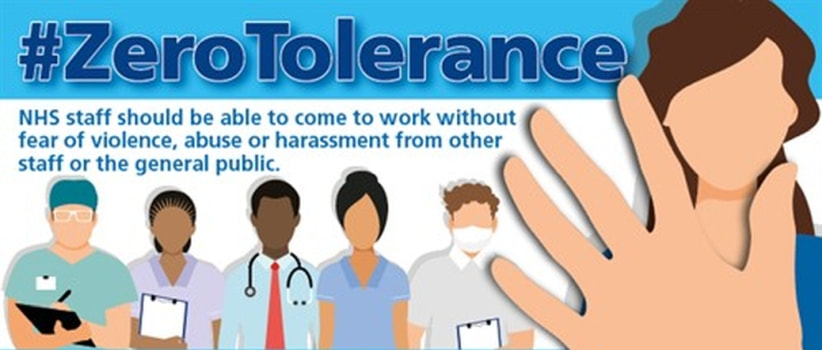 #ZeroTolerance
NHS staff should be able to come to work without
fear of violence, abuse or harassment from other
staff or the general public.